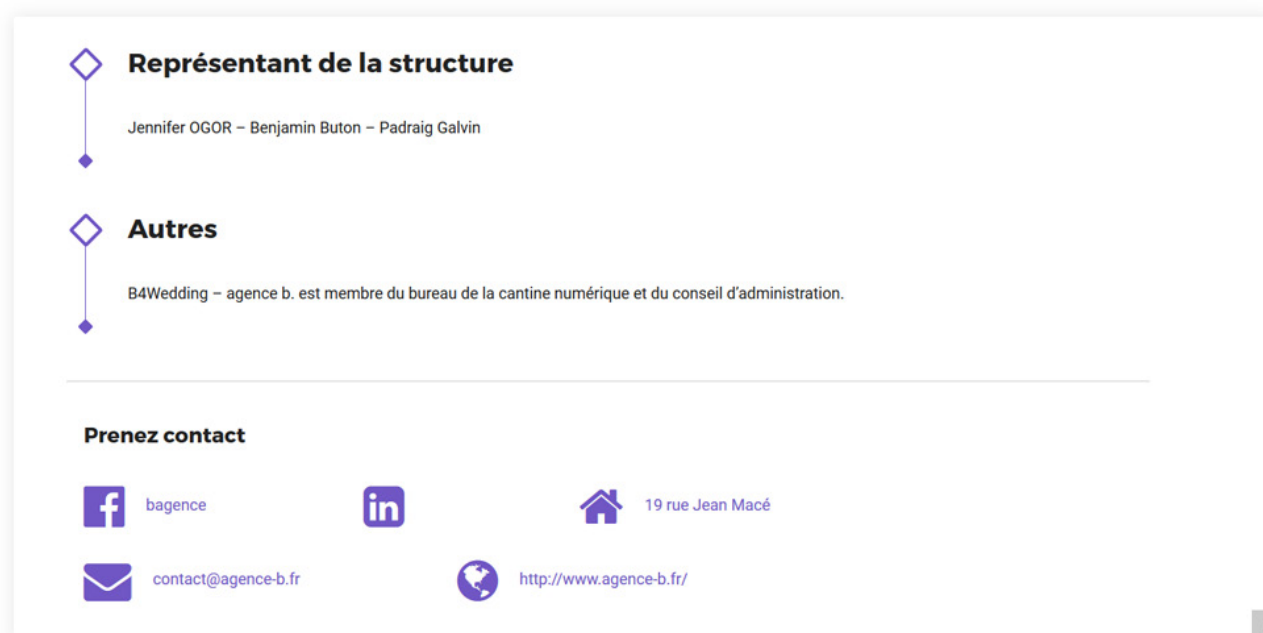 Représentant de la structure
Jennifer OGOR – Benjamin Buton – Padraig Galvin
Autres
B4Wedding – agence b. est membre du bureau de la cantine numérique et du conseil d'administration.
Prenez contact
bagence
in
19 rue Jean Macé
contact@agence-b.fr
http://www.agence-b.fr/